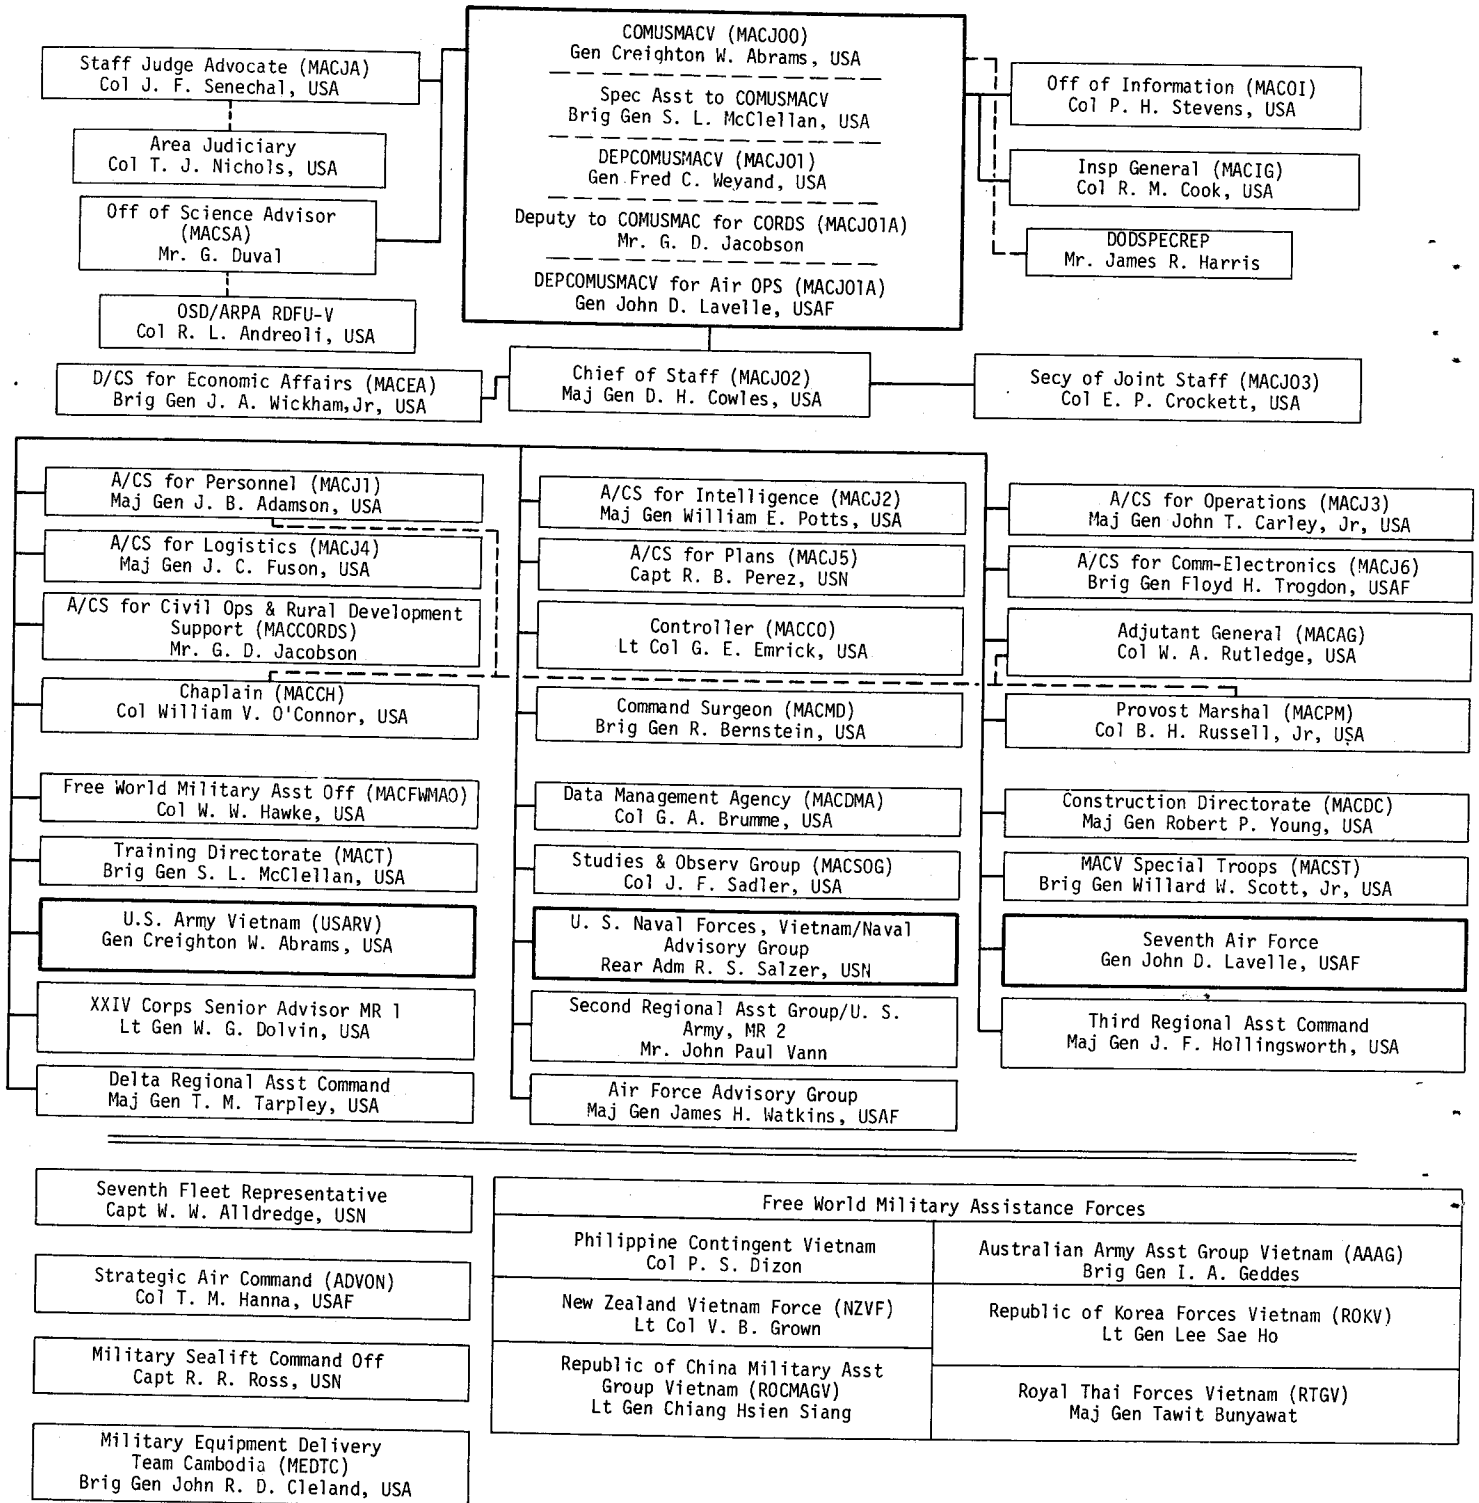 COMUSMACV (MACJ00)
Gen Creighton W. Abrams, USA
Spec Asst to COMUSMACV
Brig Gen S. L. McClellan, USA
DEPCOMUSMACV (MACJ01)
Gen Fred C. Weyand, USA
Deputy to COMUSMAC for CORDS (MACJ01A)
Mr. G. D. Jacobson
DEPCOMUSMACV for Air OPS (MACJ01A)
Gen John D. Lavelle, USAF
Staff Judge Advocate (MACJA)
Col J. F. Senechal, USA
Area Judiciary
Col T. J. Nichols, USA
Off of Science Advisor
(MACSA)
Mr. G. Duval
OSD/ARPA RDFU-V
Col R. L. Andreoli, USA
Off of Information (MACOI)
Col P. H. Stevens, USA
Insp General (MACIG)
Col R. M. Cook, USA
DODSPECREP
Mr. James R. Harris
D/CS for Economic Affairs (MACEA)
Brig Gen J. A. Wickham,Jr, USA
Chief of Staff (MACJ02)
Maj Gen D. H. Cowles, USA
Secy of Joint Staff (MACJ03)
Col E. P. Crockett, USA
A/CS for Personnel (MACJ1)
Maj Gen J. B. Adamson, USA
A/CS for Intelligence (MACJ2)
Maj Gen William E. Potts, USA
A/CS for Operations (MACJ3)
Maj Gen John T. Carley, Jr, USA
A/CS for Logistics (MACJ4)
Maj Gen J. C. Fuson, USA
A/CS for Plans (MACJ5)
Capt R. B. Perez, USN
A/CS for Comm-Electronics (MACJ6)
Brig Gen Floyd H. Trogdon, USAF
A/CS for Civil Ops & Rural Development
Support (MACCORDS)
Mr. G. D. Jacobson
Controller (MACCO)
Lt Col G. E. Emrick, USA
Adjutant General (MACAG)
Col W. A. Rutledge, USA
Chaplain (MACCH)
Col William V. O'Connor, USA
Command Surgeon (MACMD)
Brig Gen R. Bernstein, USA
Provost Marshal (MACPM)
Col B. H. Russell, Jr, USA
Free World Military Asst Off (MACFWMAO)
Col W. W. Hawke, USA
Data Management Agency (MACDMA)
Col G. A. Brumme, USA
Construction Directorate (MACDC)
Maj Gen Robert P. Young, USA
Training Directorate (MACT)
Brig Gen S. L. McClellan, USA
Studies & Observ Group (MACSOG)
Col J. F. Sadler, USA
MACV Special Troops (MACST)
Brig Gen Willard W. Scott, Jr, USA
U.S. Army Vietnam (USARV)
Gen Creighton W. Abrams, USA
U. S. Naval Forces, Vietnam/Naval
Advisory Group
Rear Adm R. S. Salzer, USN
Seventh Air Force
Gen John D. Lavelle, USAF
XXIV Corps Senior Advisor MR 1
Lt Gen W. G. Dolvin, USA
Second Regional Asst Group/U. S.
Army, MR 2
Mr. John Paul Vann
Third Regional Asst Command
Maj Gen J. F. Hollingsworth, USA
Delta Regional Asst Command
Maj Gen T. M. Tarpley, USA
Air Force Advisory Group
Maj Gen James H. Watkins, USAF
Seventh Fleet Representative
Capt W. W. Alldredge, USN
Strategic Air Command (ADVON)
Col T. M. Hanna, USAF
Military Sealift Command Off
Capt R. R. Ross, USN
Military Equipment Delivery
Team Cambodia (MEDTC)
Brig Gen John R. D. Cleland, USA
Free World Military Assistance Forces
Philippine Contingent Vietnam
Col P. S. Dizon
Australian Army Asst Group Vietnam (AAAG)
Brig Gen I. A. Geddes
New Zealand Vietnam Force (NZVF)
Lt Col V. B. Grown
Republic of Korea Forces Vietnam (ROKV)
Lt Gen Lee Sae Ho
Republic of China Military Asst
Group Vietnam (ROCMAGV)
Lt Gen Chiang Hsien Siang
Royal Thai Forces Vietnam (RTGV)
Maj Gen Tawit Bunyawat